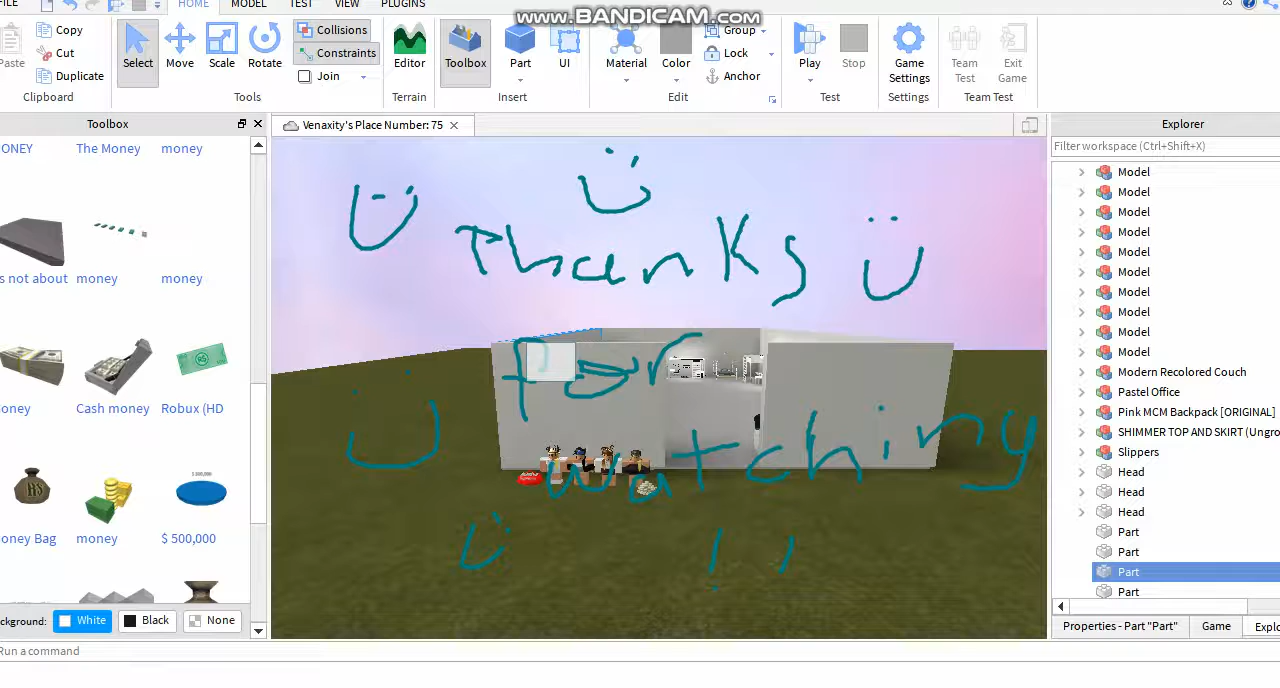 www.BANDICAM.com
FILE HOME MODEL TEST VIEW PLUGINS
Paste Copy Cut Duplicate
Clipboard
Select Move Scale Rotate
Collisions
Constraints
Join
Tools
Editor
Terrain
Toolbox Part UI
Insert
Material Color Group Lock Anchor
Edit
Play Stop
Test
Game Settings
Settings
Team Test Exit Game
Team Test
Toolbox
Venaxity's Place Number: 75
Explorer
Filter workspace (Ctrl+Shift+X)
ONEY The Money money
s not about money money
oney Cash money Robux (HD
oney Bag money $ 500,000
ckground: White Black None
Run a command
Thanks
for
watching
!!
Model
Model
Model
Model
Model
Model
Model
Model
Model
Model
Modern Recolored Couch
Pastel Office
Pink MCM Backpack [ORIGINAL]
SHIMMER TOP AND SKIRT (Ungro
Slippers
Head
Head
Head
Part
Part
Part
Part
Properties - Part "Part" Game Explo